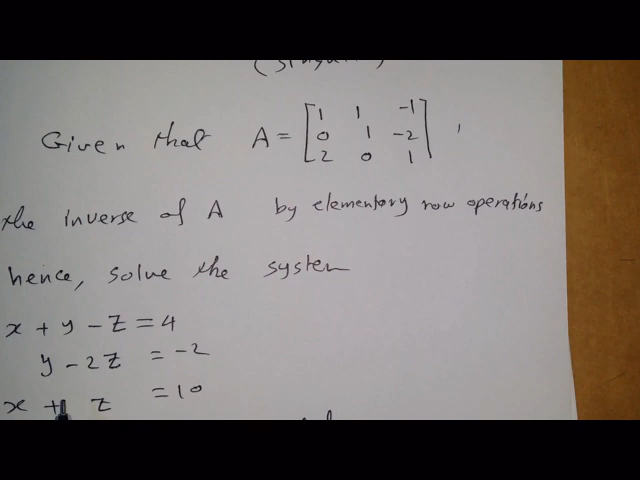 Given that A = [1 1 -1
0 1 -2
2 0 1] ,
the inverse of A by elementary row operations
hence, solve the system
x + y - z = 4
y - 2z = -2
x + z = 10